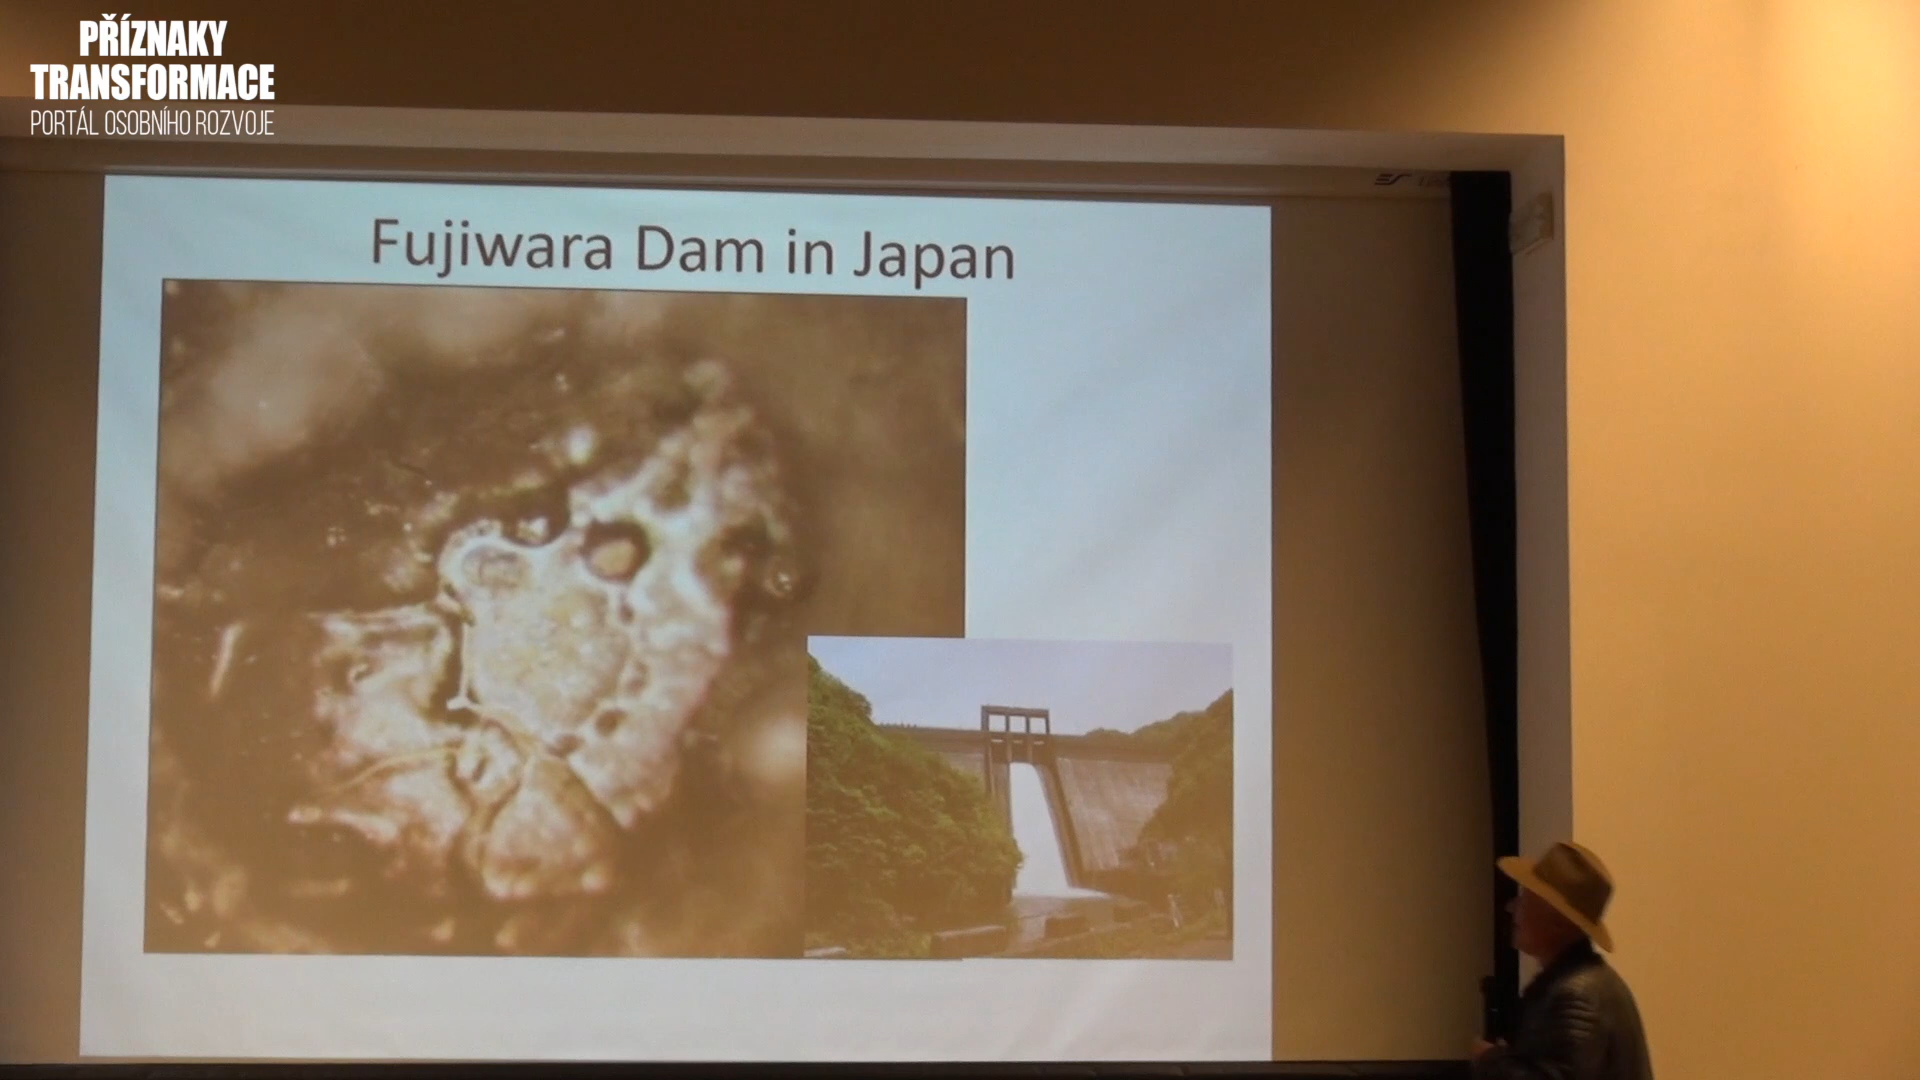 PŘÍZNAKY
TRANSFORMACE
PORTÁL OSOBNÍHO ROZVOJE
Fujiwara Dam in Japan